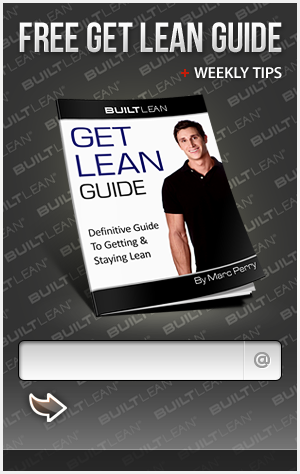 FREE GET LEAN GUIDE
+ WEEKLY TIPS
BUILTLEAN
GET
LEAN
GUIDE
Definitive Guide
To Getting &
Staying Lean
By Marc Perry
@
BUILTLEAN®